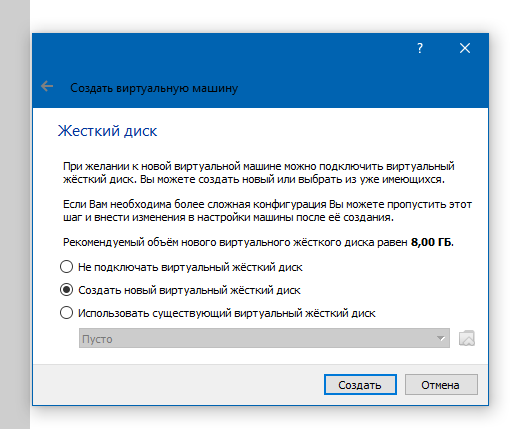 ?
Создать виртуальную машину
Жесткий диск
При желании к новой виртуальной машине можно подключить виртуальный
жёсткий диск. Вы можете создать новый или выбрать из уже имеющихся.
Если Вам необходима более сложная конфигурация Вы можете пропустить этот
шаг и внести изменения в настройки машины после её создания.
Рекомендуемый объём нового виртуального жёсткого диска равен 8,00 ГБ.
Не подключать виртуальный жёсткий диск
Создать новый виртуальный жёсткий диск
Использовать существующий виртуальный жёсткий диск
Пусто
Создать
Отмена